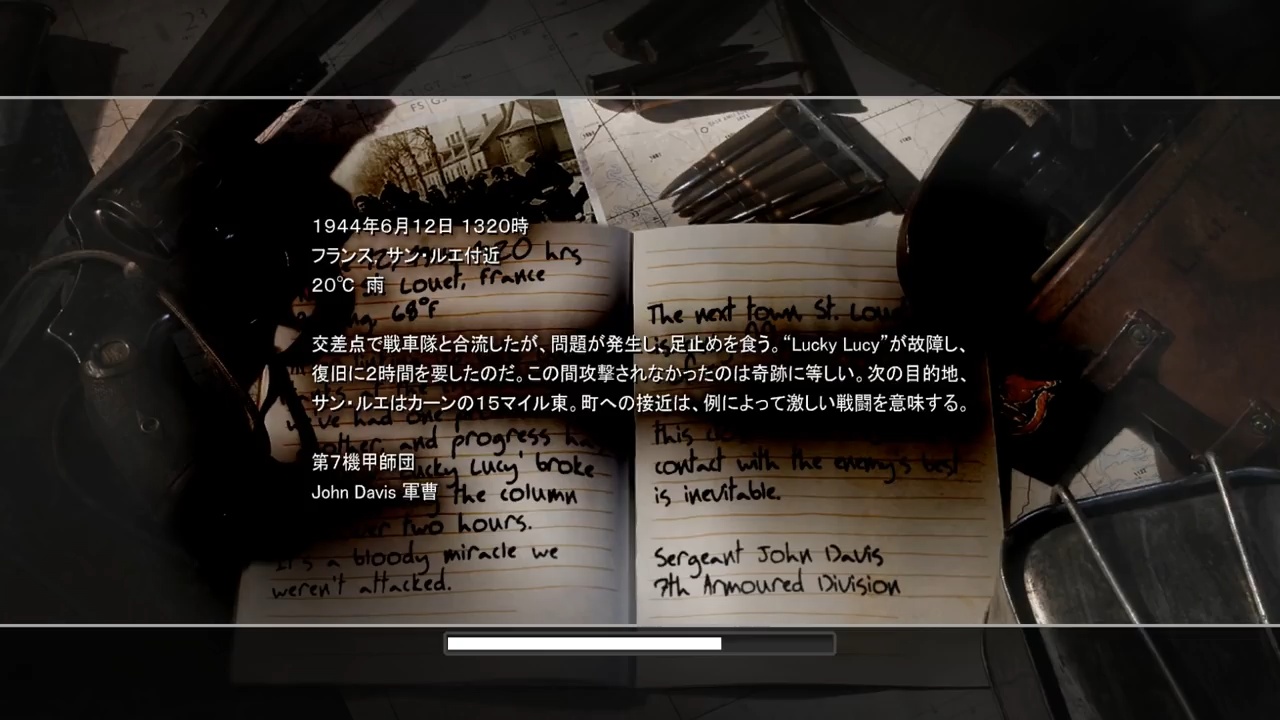 1944年6月12日 1320時
フランス, サン・ルエ付近
20℃ 雨
交差点で戦車隊と合流したが、問題が発生し、足止めを食う。“Lucky Lucy”が故障し、
復旧に2時間を要したのだ。この間攻撃されなかったのは奇跡に等しい。次の目的地、
サン・ルエはカーンの15マイル東。町への接近は、例によって激しい戦闘を意味する。
第7機甲師団
John Davis 軍曹
20 hrs
Louet, France
68°F
and progress
Lucky Lucy' broke
the column
two hours.
It's a bloody miracle we
weren't attacked.
The next town, St.
this
contact with the enemy's best
is inevitable.
Sergeant John Davis
7th Armoured Division